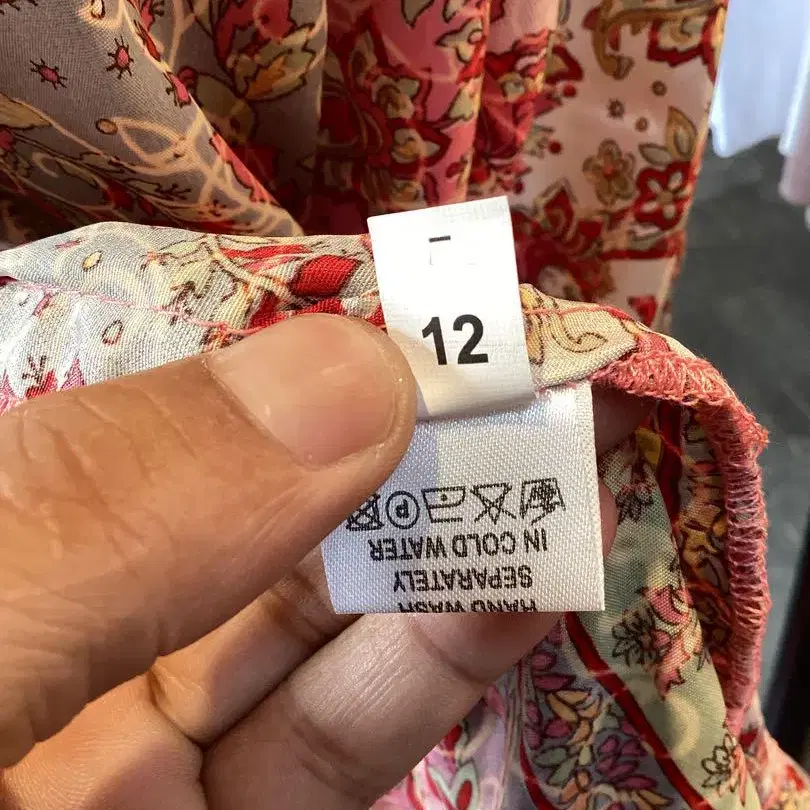 12
HAND WASH
SEPARATELY
IN COLD WATER
P